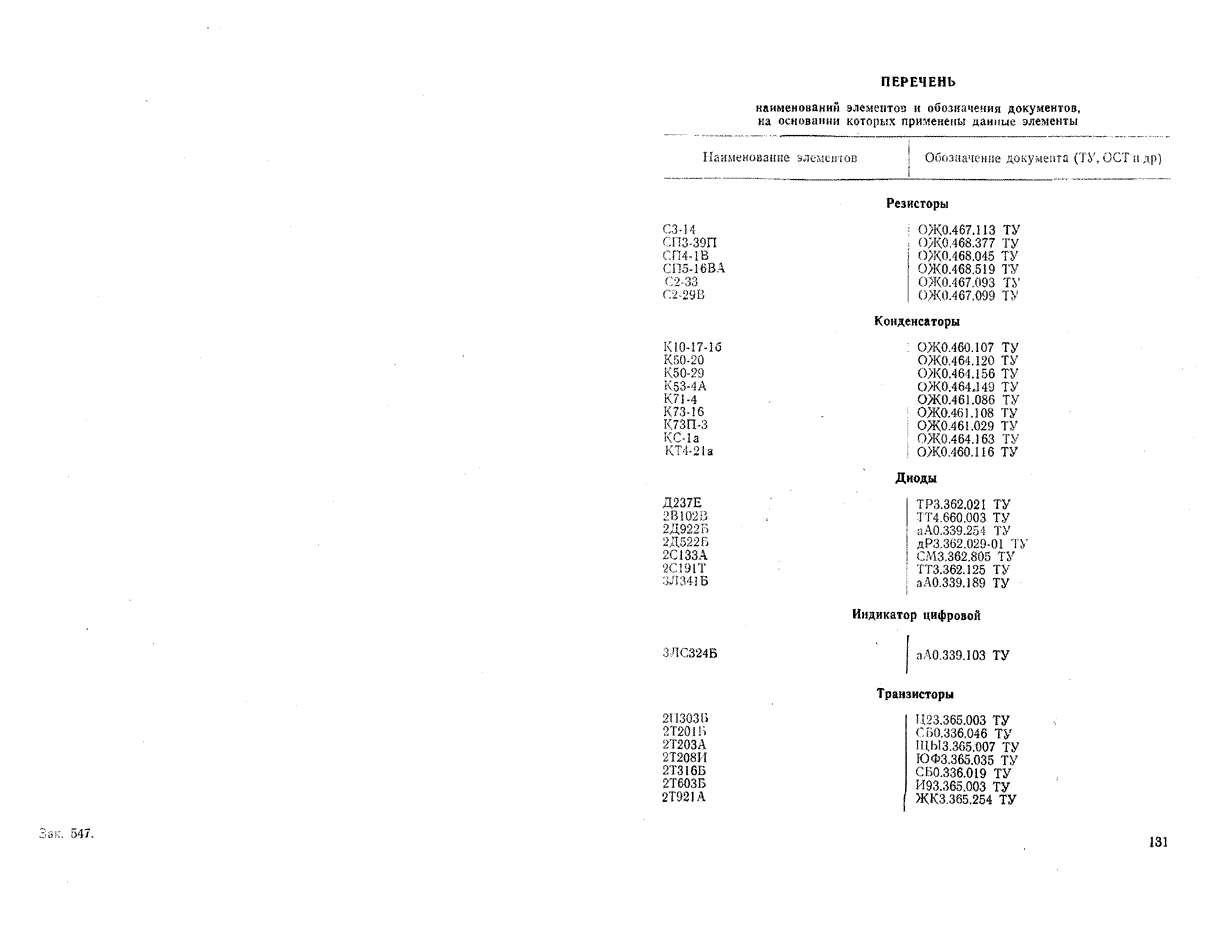 ПЕРЕЧЕНЬ
наименований элементов и обозначения документов,
на основании которых применены данные элементы
Наименование элементов Обозначение документа (ТУ, ОСТ и др)
Резисторы
С3-14 ОЖ0.467.113 ТУ
СП3-39П ОЖ0.468.377 ТУ
СП4-1В ОЖ0.468.045 ТУ
СП5-16ВА ОЖ0.468.519 ТУ
С2-33 ОЖ0.467.093 ТУ
С2-29В ОЖ0.467.099 ТУ
Конденсаторы
К10-17-1б ОЖ0.460.107 ТУ
К50-20 ОЖ0.464.120 ТУ
К50-29 ОЖ0.464.156 ТУ
К53-4А ОЖ0.464.149 ТУ
К71-4 ОЖ0.461.086 ТУ
К73-16 ОЖ0.461.108 ТУ
К73П-3 ОЖ0.461.029 ТУ
КС-1а ОЖ0.464.163 ТУ
КТ4-21а ОЖ0.460.116 ТУ
Диоды
Д237Е ТР3.362.021 ТУ
2В102В ТТ4.660.003 ТУ
2Д922Б аА0.339.254 ТУ
2Д522Б дР3.362.029-01 ТУ
2С133А СМ3.362.805 ТУ
2С191Т ТТ3.362.125 ТУ
3Л341Б аА0.339.189 ТУ
Индикатор цифровой
3ЛС324Б аА0.339.103 ТУ
Транзисторы
2П303В Ц23.365.003 ТУ
2Т201Б СБ0.336.046 ТУ
2Т203А ЩЫ3.365.007 ТУ
2Т208И ЮФ3.365.035 ТУ
2Т316Б СБ0.336.019 ТУ
2Т603Б И93.365.003 ТУ
2Т921А ЖК3.365.254 ТУ
Зак. 547.
131